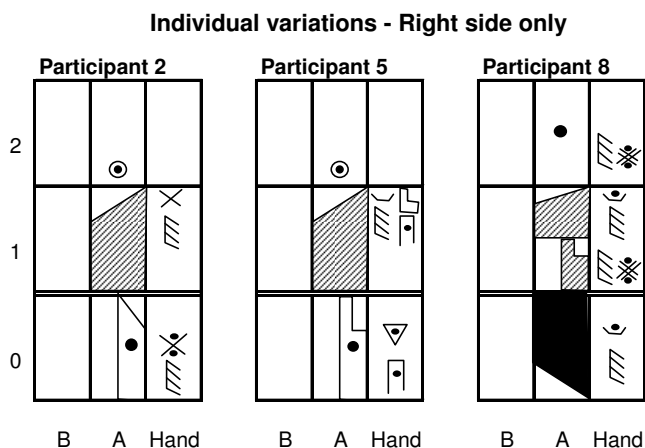 Individual variations - Right side only
Participant 2 Participant 5 Participant 8
2
1
0
B A Hand B A Hand B A Hand